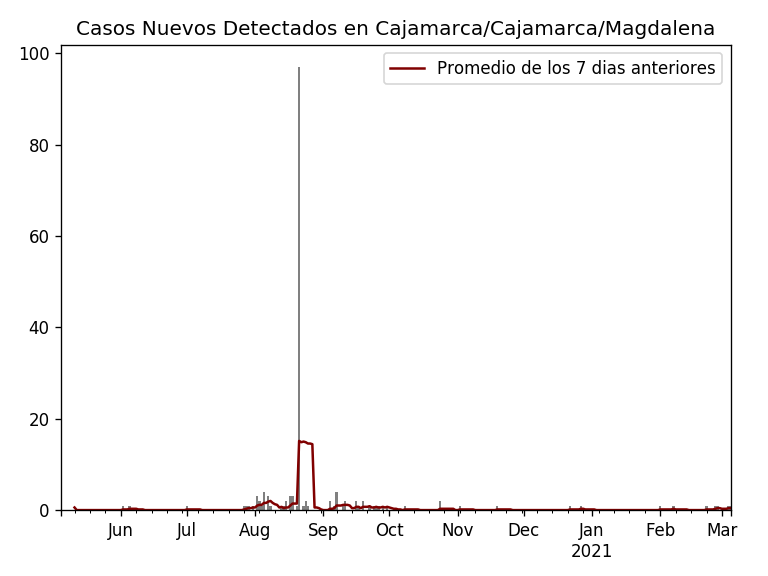 Casos Nuevos Detectados en Cajamarca/Cajamarca/Magdalena
Promedio de los 7 dias anteriores
100
80
60
40
20
0
Jun Jul Aug Sep Oct Nov Dec Jan Feb Mar
2021